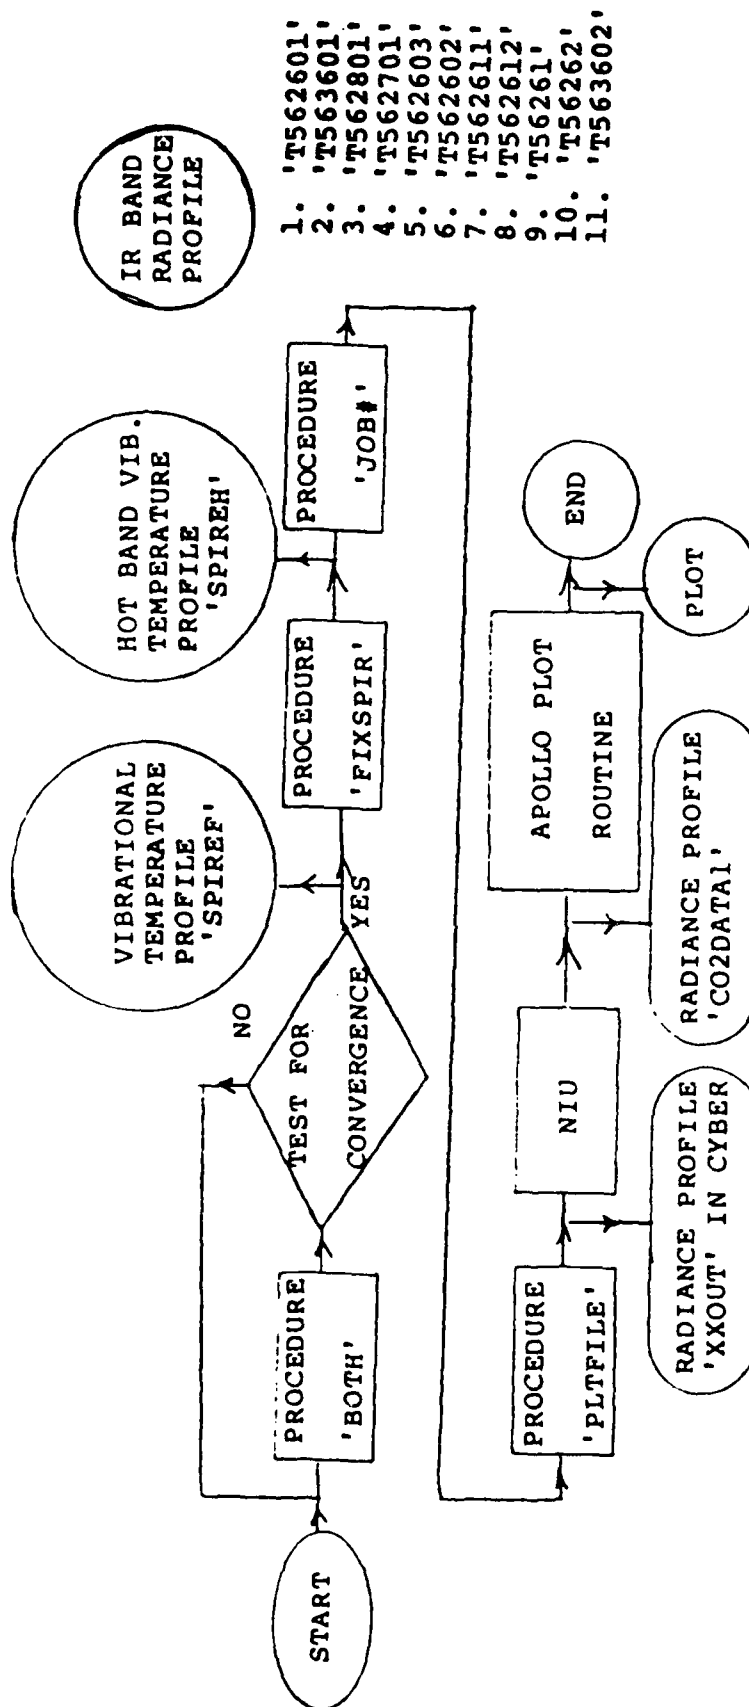 START
PROCEDURE
'BOTH'
TEST FOR
CONVERGENCE
NO
YES
VIBRATIONAL
TEMPERATURE
PROFILE
'SPIREF'
PROCEDURE
'FIXSPIR'
HOT BAND VIB.
TEMPERATURE
PROFILE
'SPIREH'
PROCEDURE
'JOB#'
IR BAND
RADIANCE
PROFILE
1. 'T562601'
2. 'T563601'
3. 'T562801'
4. 'T562701'
5. 'T562603'
6. 'T562602'
7. 'T562611'
8. 'T562612'
9. 'T56261'
10. 'T56262'
11. 'T563602'
PROCEDURE
'PLTFILE'
RADIANCE PROFILE
'XXOUT' IN CYBER
NIU
RADIANCE PROFILE
'CO2DATA1'
APOLLO PLOT
ROUTINE
END
PLOT